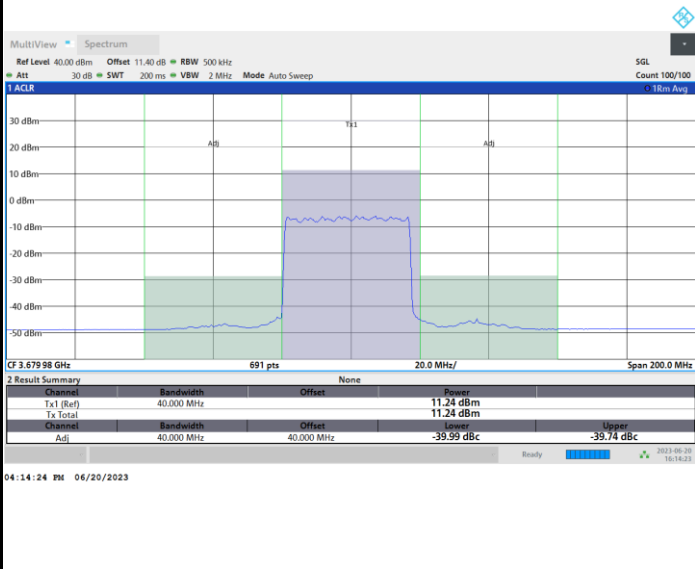 MultiView Spectrum
Ref Level 40.00 dBm Offset 11.40 dB RBW 500 kHz SGL
Att 30 dB SWT 200 ms VBW 2 MHz Mode Auto Sweep Count 100/100
1 ACLR 1Rm Avg
30 dBm
Tx1
20 dBm
Adj Adj
10 dBm
0 dBm
-10 dBm
-20 dBm
-30 dBm
-40 dBm
-50 dBm
CF 3.679 98 GHz 691 pts 20.0 MHz/ Span 200.0 MHz
2 Result Summary None
Channel Bandwidth Offset Power
Tx1 (Ref) 40.000 MHz 11.24 dBm
Tx Total 11.24 dBm
Channel Bandwidth Offset Lower Upper
Adj 40.000 MHz 40.000 MHz -39.99 dBc -39.74 dBc
Ready 2023-06-20
16:14:23
04:14:24 PM 06/20/2023